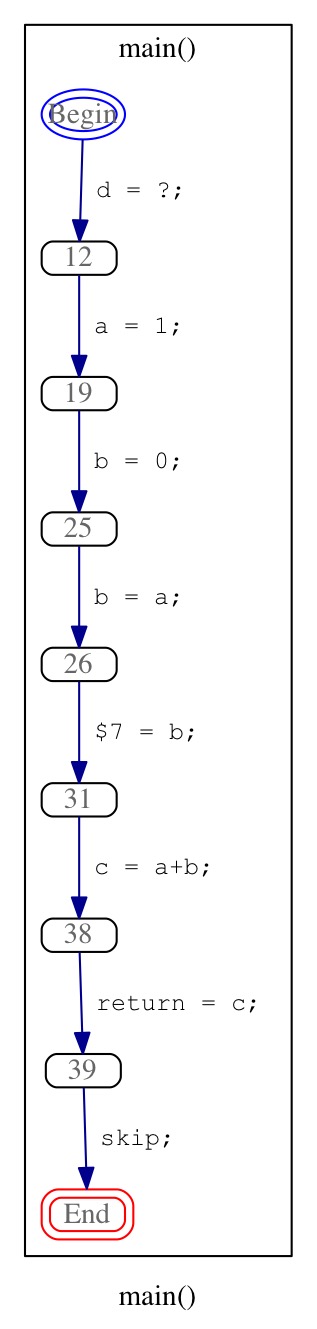 main()
Begin
d = ?;
12
a = 1;
19
b = 0;
25
b = a;
26
$7 = b;
31
c = a+b;
38
return = c;
39
skip;
End
main()